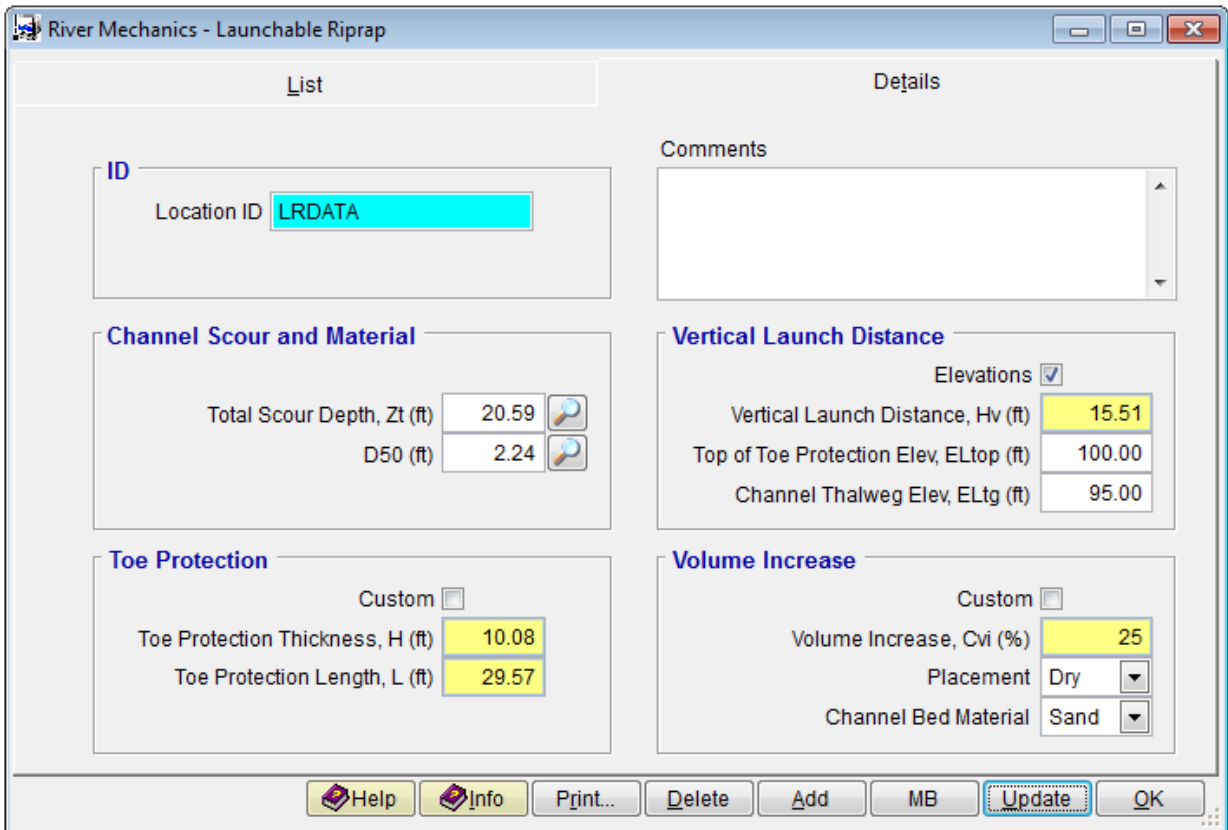 River Mechanics - Launchable Riprap
List
Details
ID
Location ID LRDATA
Comments
Channel Scour and Material
Total Scour Depth, Zt (ft) 20.59
D50 (ft) 2.24
Vertical Launch Distance
Elevations
Vertical Launch Distance, Hv (ft) 15.51
Top of Toe Protection Elev, ELtop (ft) 100.00
Channel Thalweg Elev, ELtg (ft) 95.00
Toe Protection
Custom
Toe Protection Thickness, H (ft) 10.08
Toe Protection Length, L (ft) 29.57
Volume Increase
Custom
Volume Increase, Cvi (%) 25
Placement Dry
Channel Bed Material Sand
Help Info Print... Delete Add MB Update OK